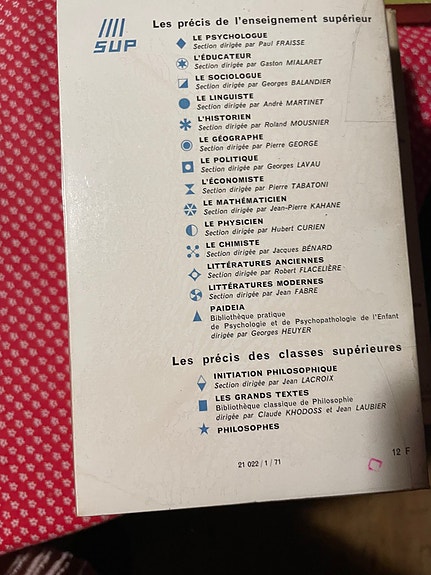 SUP
Les précis de l'enseignement supérieur
LE PSYCHOLOGUE
Section dirigée par Paul FRAISSE
L'ÉDUCATEUR
Section dirigée par Gaston MIALARET
LE SOCIOLOGUE
Section dirigée par Georges BALANDIER
LE LINGUISTE
Section dirigée par André MARTINET
L'HISTORIEN
Section dirigée par Roland MOUSNIER
LE GÉOGRAPHE
Section dirigée par Pierre GEORGE
LE POLITIQUE
Section dirigée par Georges LAVAU
L'ÉCONOMISTE
Section dirigée par Pierre TABATONI
LE MATHÉMATICIEN
Section dirigée par Jean-Pierre KAHANE
LE PHYSICIEN
Section dirigée par Hubert CURIEN
LE CHIMISTE
Section dirigée par Jacques BÉNARD
LITTÉRATURES ANCIENNES
Section dirigée par Robert FLACELIÈRE
LITTÉRATURES MODERNES
Section dirigée par Jean FABRE
PAIDEIA
Bibliothèque pratique
de Psychologie et de Psychopathologie de l'Enfant
dirigée par Georges HEUYER
Les précis des classes supérieures
INITIATION PHILOSOPHIQUE
Section dirigée par Jean LACROIX
LES GRANDS TEXTES
Bibliothèque classique de Philosophie
dirigée par Claude KHODOSS et Jean LAUBIER
PHILOSOPHES
21 022 / 1 / 71
12 F